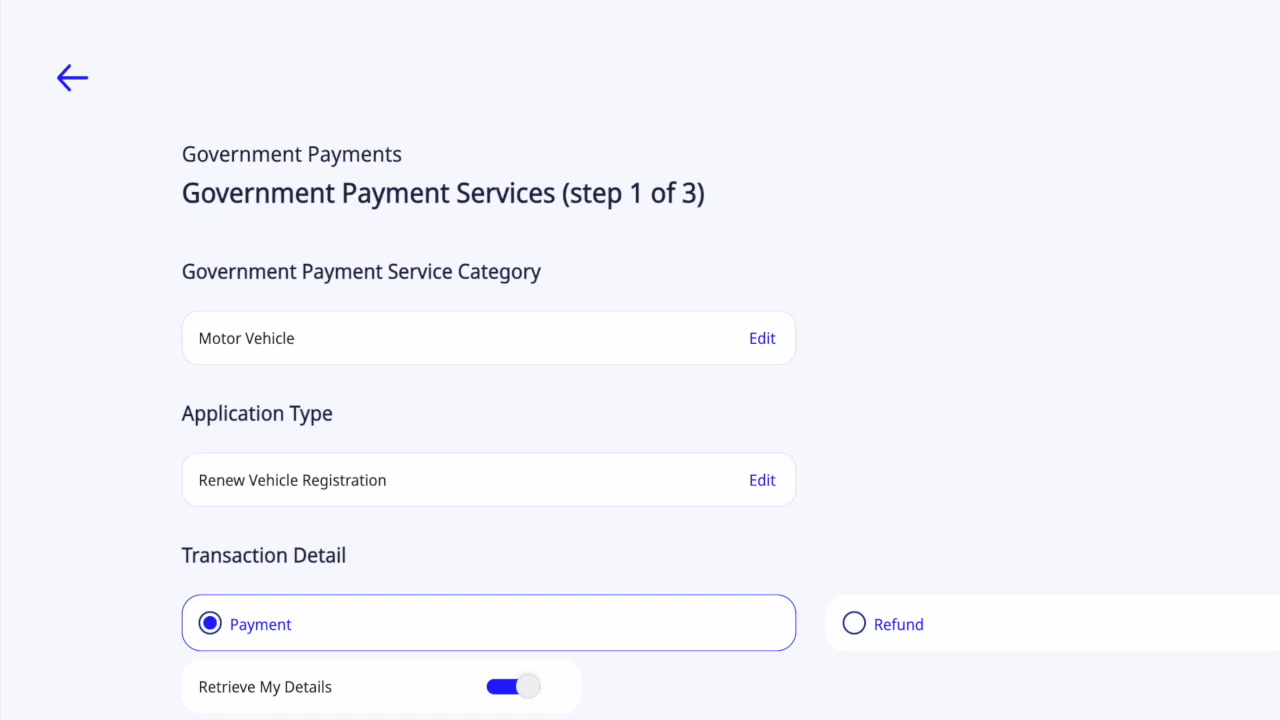 Government Payments
Government Payment Services (step 1 of 3)
Government Payment Service Category
Motor Vehicle Edit
Application Type
Renew Vehicle Registration Edit
Transaction Detail
Payment Refund
Retrieve My Details